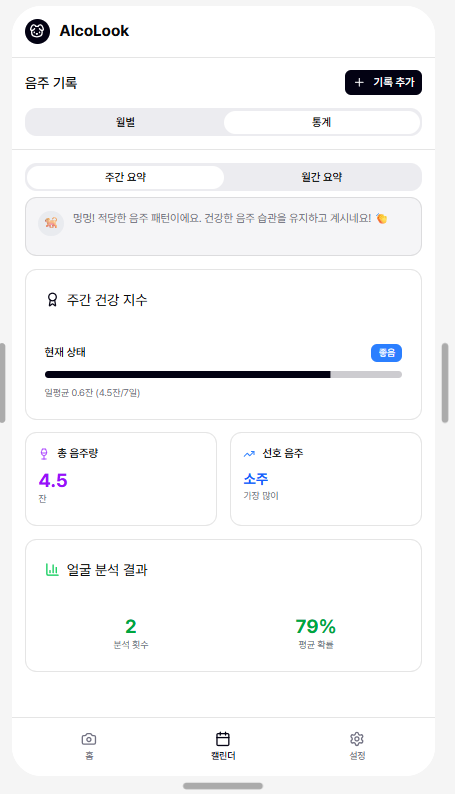 AlcoLook
음주 기록
+ 기록 추가
월별
통계
주간 요약
월간 요약
멍멍! 적당한 음주 패턴이에요. 건강한 음주 습관을 유지하고 계시네요!
주간 건강 지수
현재 상태
좋음
일평균 0.6잔 (4.5잔/7일)
총 음주량
4.5
잔
선호 음주
소주
가장 많이
얼굴 분석 결과
2
분석 횟수
79%
평균 확률
홈
캘린더
설정